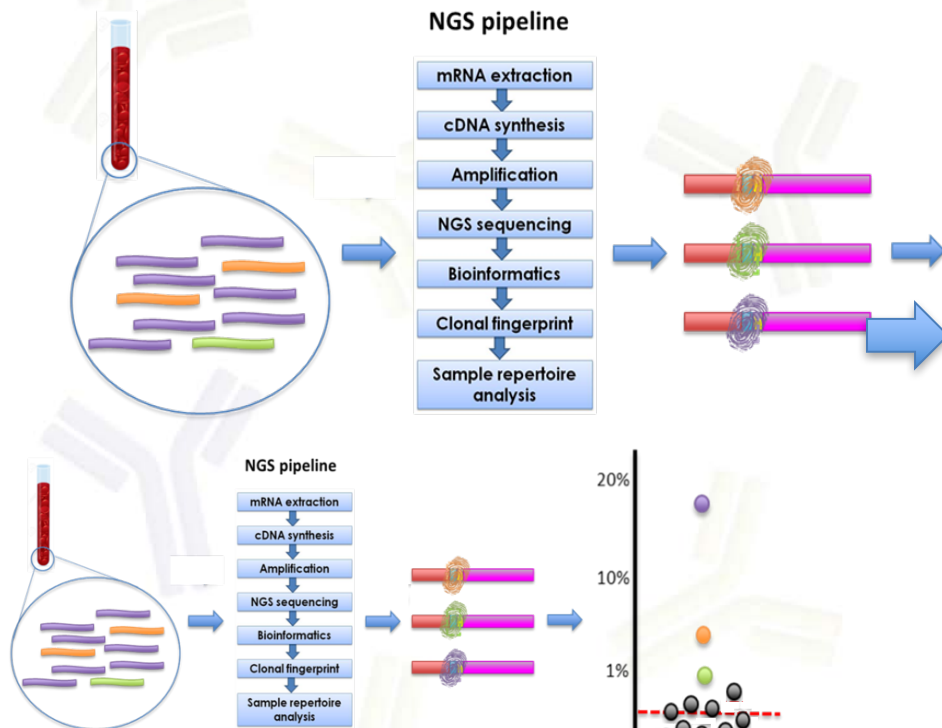 NGS pipeline
mRNA extraction
cDNA synthesis
Amplification
NGS sequencing
Bioinformatics
Clonal fingerprint
Sample repertoire
analysis
NGS pipeline
mRNA extraction
cDNA synthesis
Amplification
NGS sequencing
Bioinformatics
Clonal fingerprint
Sample repertoire
analysis
20%
10%
1%